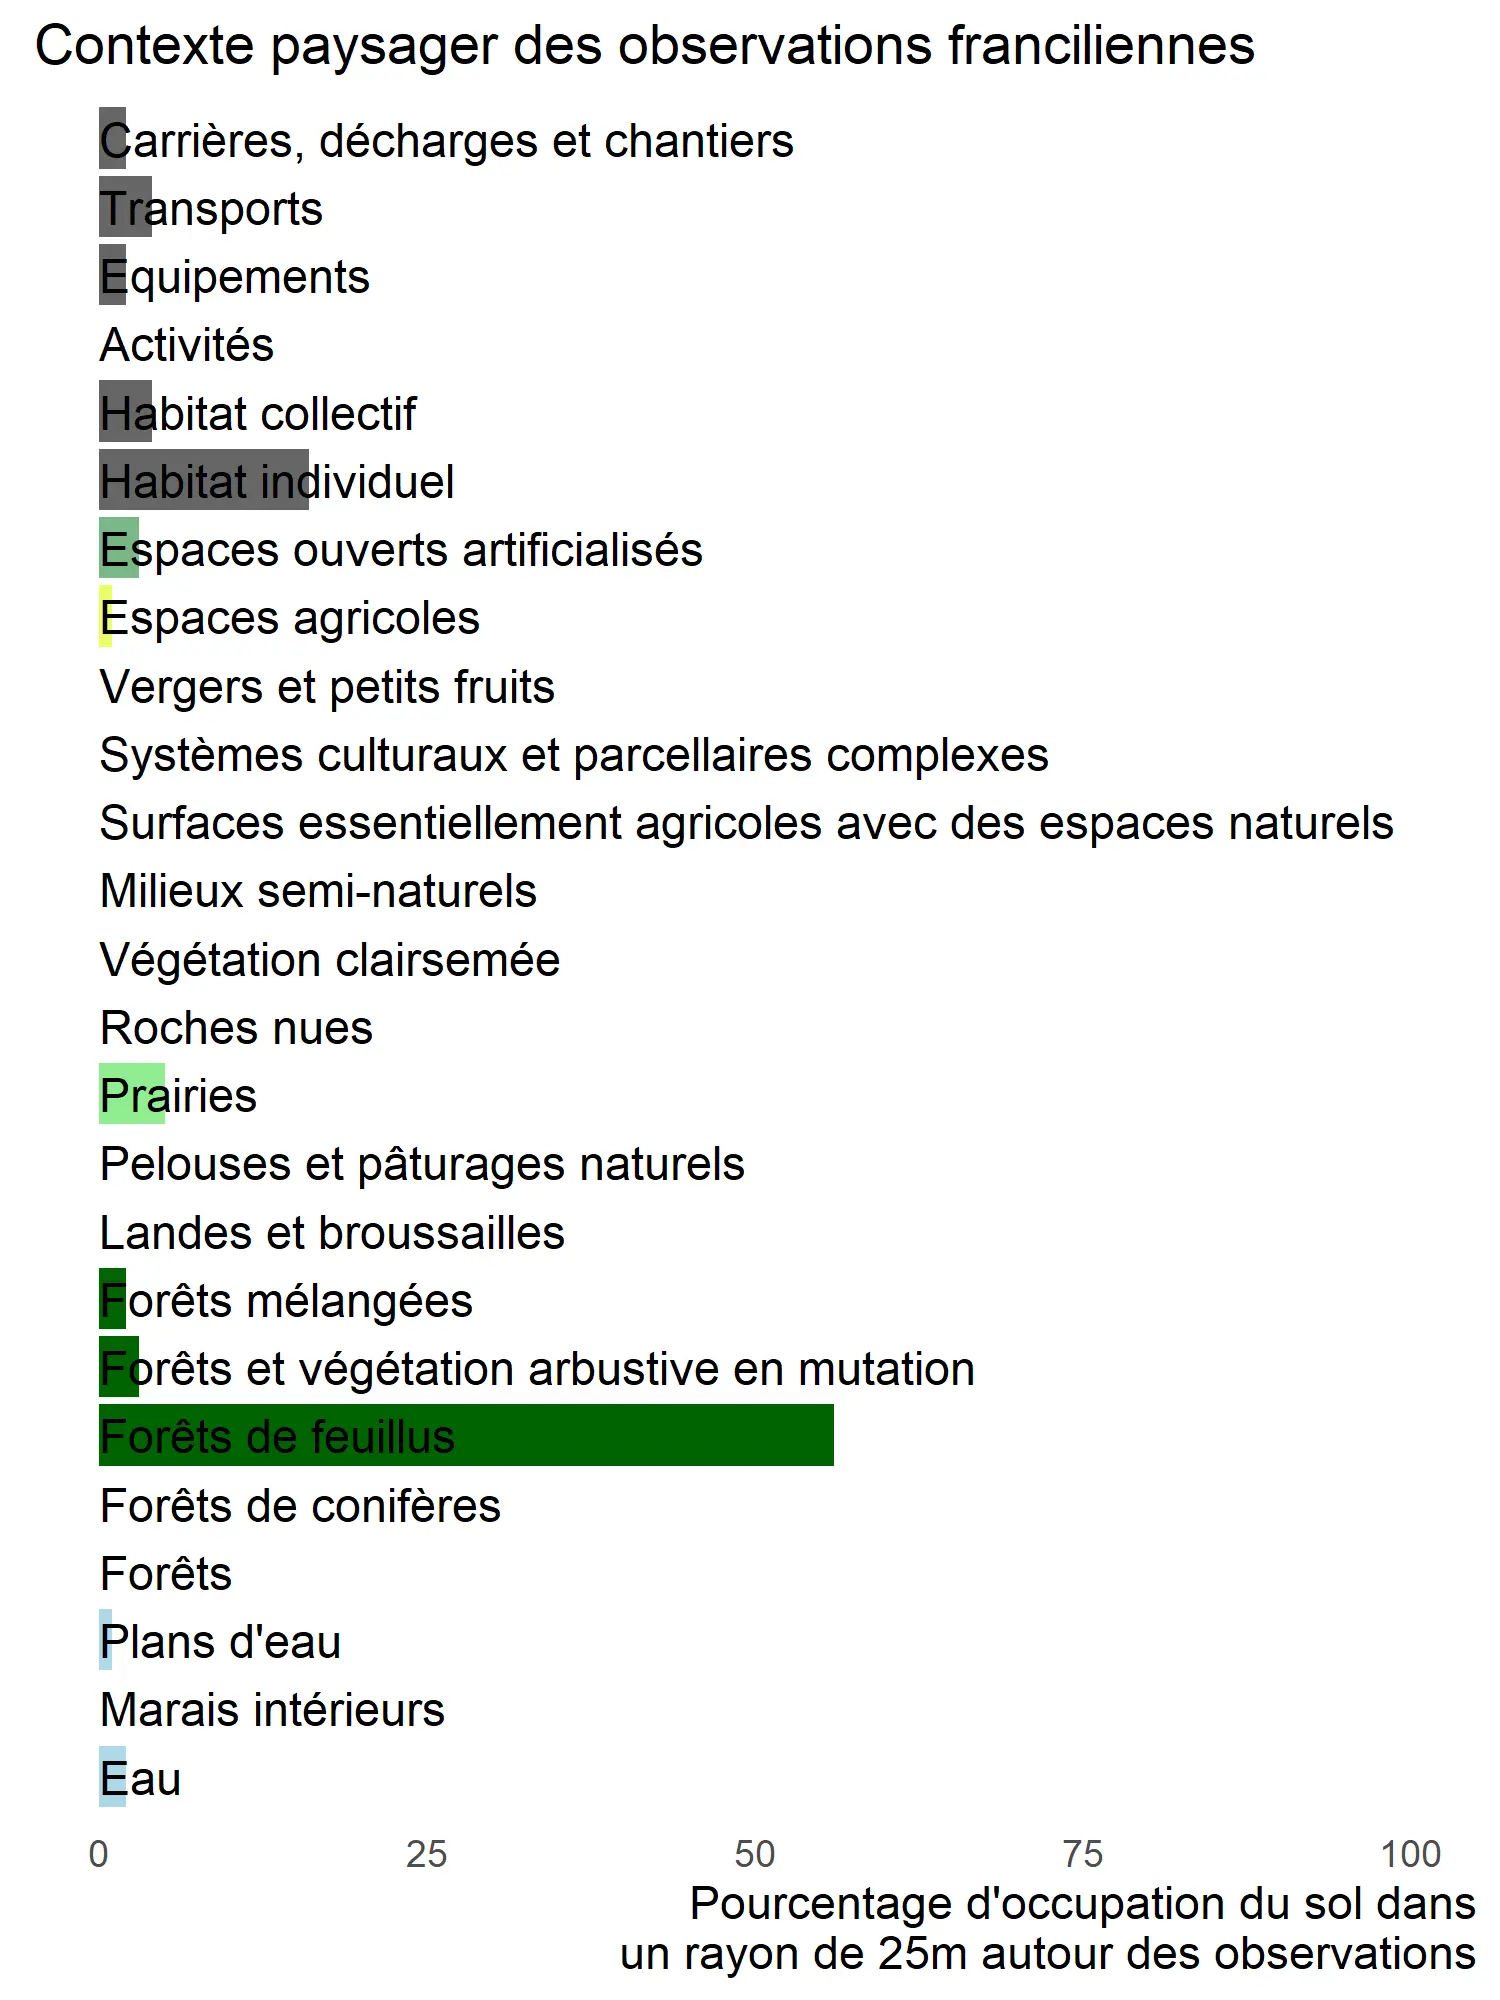 Contexte paysager des observations franciliennes
Carrières, décharges et chantiers
Transports
Equipements
Activités
Habitat collectif
Habitat individuel
Espaces ouverts artificialisés
Espaces agricoles
Vergers et petits fruits
Systèmes culturaux et parcellaires complexes
Surfaces essentiellement agricoles avec des espaces naturels
Milieux semi-naturels
Végétation clairsemée
Roches nues
Prairies
Pelouses et pâturages naturels
Landes et broussailles
Forêts mélangées
Forêts et végétation arbustive en mutation
Forêts de feuillus
Forêts de conifères
Forêts
Plans d'eau
Marais intérieurs
Eau
0 25 50 75 100
Pourcentage d'occupation du sol dans
un rayon de 25m autour des observations